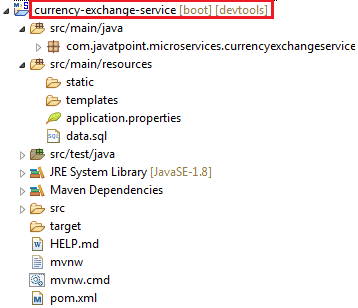 currency-exchange-service [boot] [devtools]
src/main/java
com.javatpoint.microservices.currencyexchangeservice
src/main/resources
static
templates
application.properties
data.sql
src/test/java
JRE System Library [JavaSE-1.8]
Maven Dependencies
src
target
HELP.md
mvnw
mvnw.cmd
pom.xml